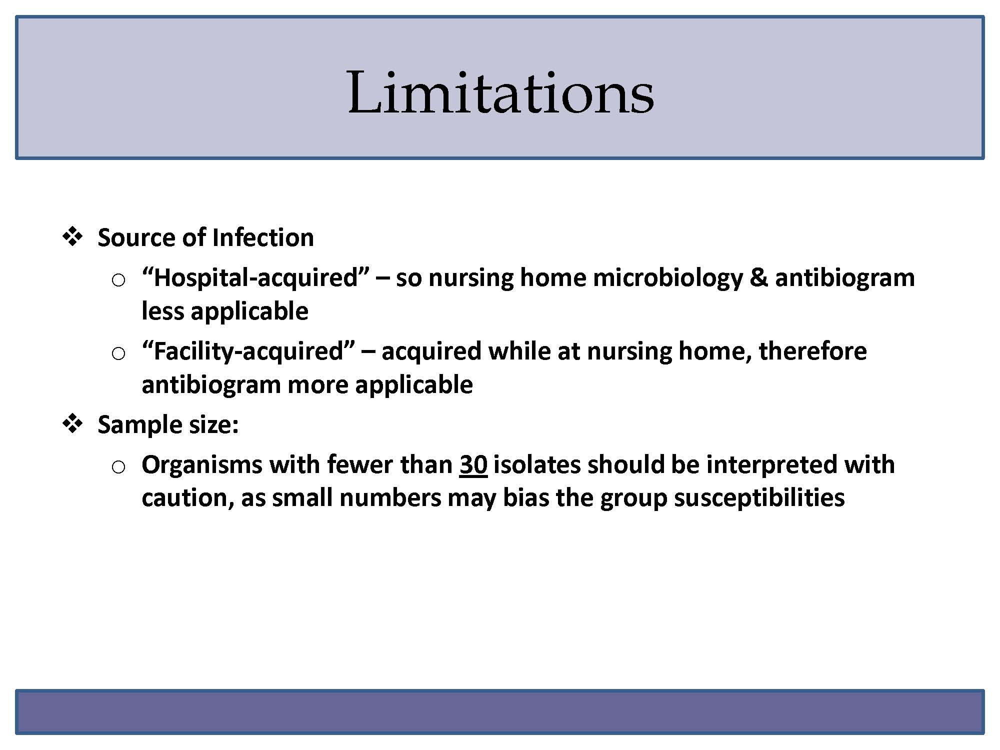 Limitations
❖ Source of Infection
o “Hospital-acquired” – so nursing home microbiology & antibiogram
less applicable
o “Facility-acquired” – acquired while at nursing home, therefore
antibiogram more applicable
❖ Sample size:
o Organisms with fewer than 30 isolates should be interpreted with
caution, as small numbers may bias the group susceptibilities